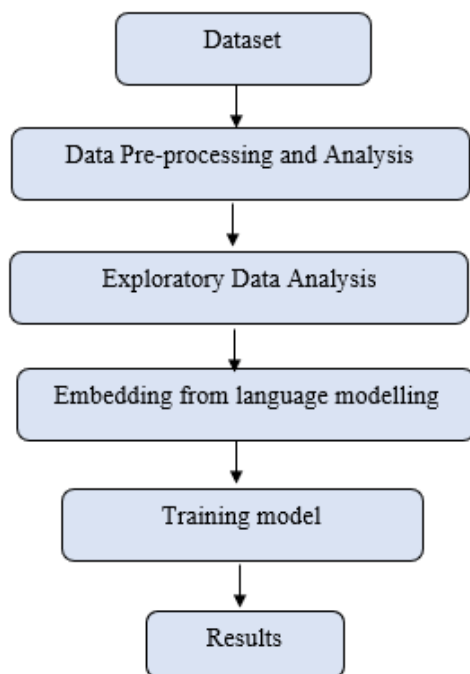 Dataset
Data Pre-processing and Analysis
Exploratory Data Analysis
Embedding from language modelling
Training model
Results